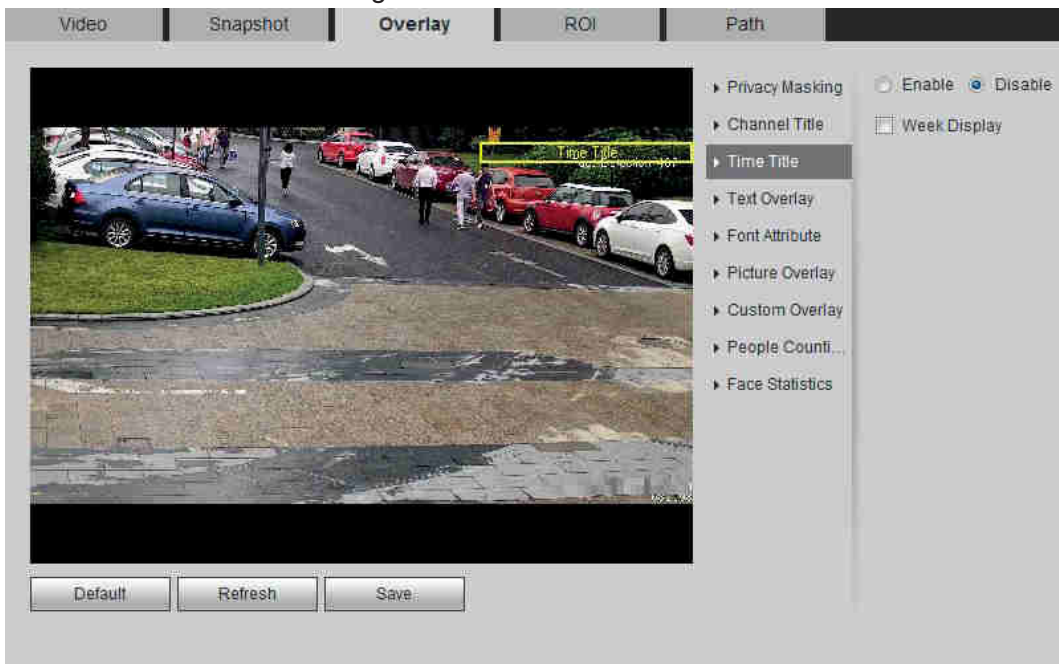 Video Snapshot Overlay ROI Path
Time Title
Privacy Masking
Channel Title
Time Title
Text Overlay
Font Attribute
Picture Overlay
Custom Overlay
People Counti...
Face Statistics
Enable Disable
Week Display
Default Refresh Save